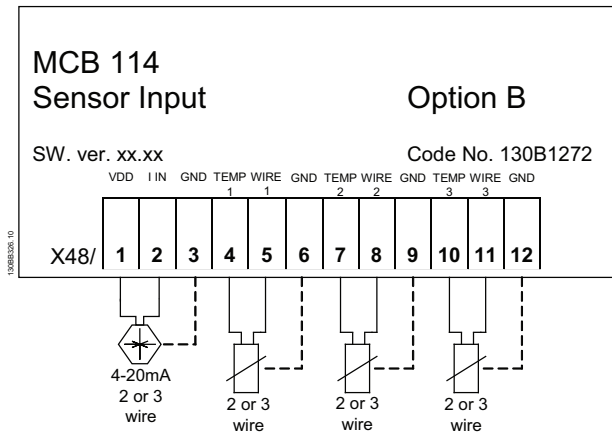 MCB 114
Sensor Input
Option B
SW. ver. xx.xx
Code No. 130B1272
VDD I IN GND TEMP 1 WIRE 1 GND TEMP 2 WIRE 2 GND TEMP 3 WIRE 3 GND
X48/ 1 2 3 4 5 6 7 8 9 10 11 12
4-20mA
2 or 3
wire
2 or 3
wire
2 or 3
wire
2 or 3
wire
130BB326.10